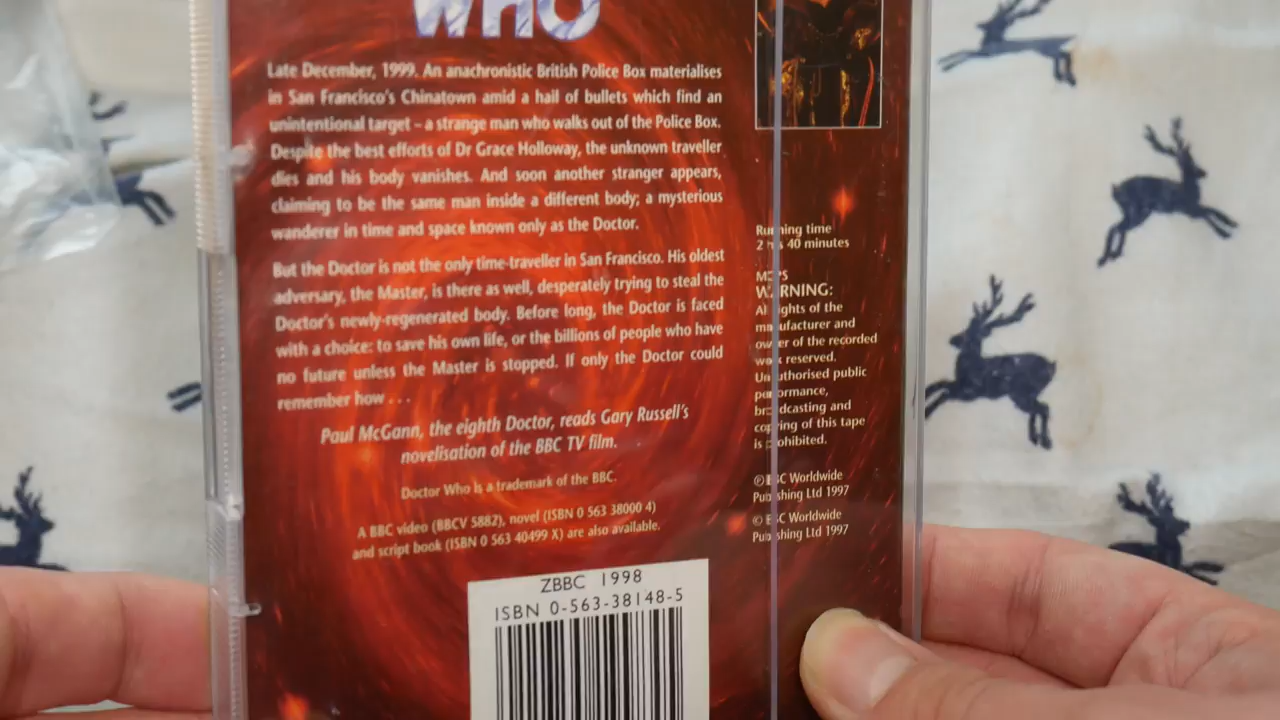 WHO
Late December, 1999. An anachronistic British Police Box materialises
in San Francisco's Chinatown amid a hail of bullets which find an
unintentional target – a strange man who walks out of the Police Box.
Despite the best efforts of Dr Grace Holloway, the unknown traveller
dies and his body vanishes. And soon another stranger appears,
claiming to be the same man inside a different body; a mysterious
wanderer in time and space known only as the Doctor.
But the Doctor is not the only time-traveller in San Francisco. His oldest
adversary, the Master, is there as well, desperately trying to steal the
Doctor's newly-regenerated body. Before long, the Doctor is faced
with a choice: to save his own life, or the billions of people who have
no future unless the Master is stopped. If only the Doctor could
remember how . . .
Paul McGann, the eighth Doctor, reads Gary Russell's
novelisation of the BBC TV film.
Doctor Who is a trademark of the BBC.
A BBC video (BBCV 5882), novel (ISBN 0 563 38000 4)
and script book (ISBN 0 563 40499 X) are also available.
ZBBC 1998
ISBN 0-563-38148-5
Running time
2 hrs 40 minutes
MCPS
WARNING:
All rights of the
manufacturer and
owner of the recorded
work reserved.
Unauthorised public
performance,
broadcasting and
copying of this tape
is prohibited.
© BBC Worldwide
Publishing Ltd 1997
© BBC Worldwide
Publishing Ltd 1997